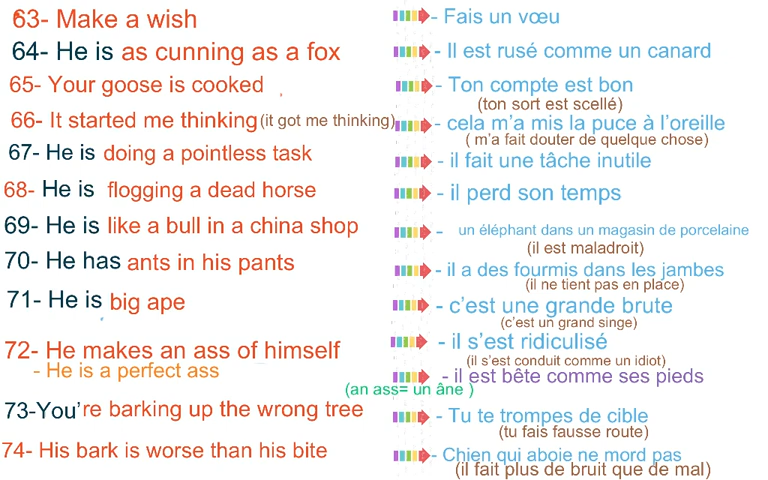 63- Make a wish - Fais un vœu
64- He is as cunning as a fox - Il est rusé comme un canard
65- Your goose is cooked - Ton compte est bon
(ton sort est scellé)
66- It started me thinking (it got me thinking) - cela m'a mis la puce à l'oreille
( m'a fait douter de quelque chose)
67- He is doing a pointless task - il fait une tâche inutile
68- He is flogging a dead horse - il perd son temps
69- He is like a bull in a china shop - un éléphant dans un magasin de porcelaine
(il est maladroit)
70- He has ants in his pants - il a des fourmis dans les jambes
(il ne tient pas en place)
71- He is big ape - c'est une grande brute
(c'est un grand singe)
72- He makes an ass of himself - il s'est ridiculisé
(il s'est conduit comme un idiot)
- He is a perfect ass - il est bête comme ses pieds
(an ass= un âne )
73-You're barking up the wrong tree - Tu te trompes de cible
(tu fais fausse route)
74- His bark is worse than his bite - Chien qui aboie ne mord pas
(il fait plus de bruit que de mal)